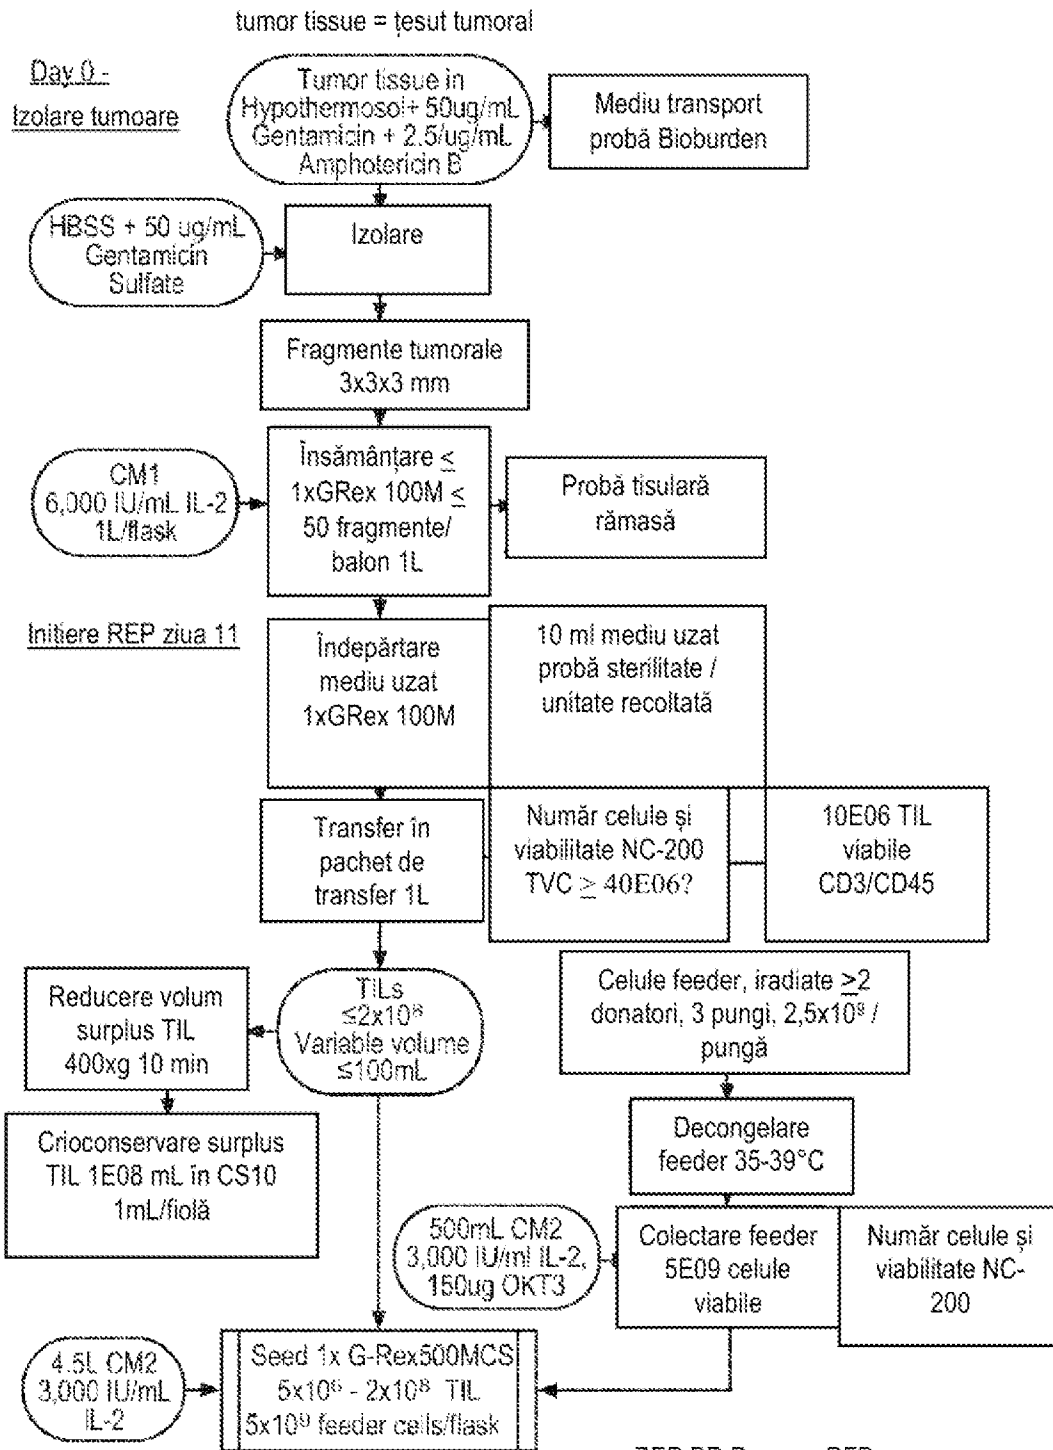 tumor tissue = țesut tumoral
Day 0 -
Izolare tumoare
Tumor tissue în
Hypothermosol+ 50ug/mL
Gentamicin + 2.5/ug/mL
Amphotericin B
Mediu transport
probă Bioburden
HBSS + 50 ug/mL
Gentamicin
Sulfate
Izolare
Fragmente tumorale
3x3x3 mm
CM1
6,000 IU/mL IL-2
1L/flask
Însămânțare ≤
1xGRex 100M ≤
50 fragmente/
balon 1L
Probă tisulară
rămasă
Inițiere REP ziua 11
Îndepărtare
mediu uzat
1xGRex 100M
10 ml mediu uzat
probă sterilitate /
unitate recoltată
Transfer în
pachet de
transfer 1L
Număr celule și
viabilitate NC-200
TVC ≥ 40E06?
10E06 TIL
viabile
CD3/CD45
Reducere volum
surplus TIL
400xg 10 min
TILs
≤2x10⁸
Variable volume
≤100mL
Celule feeder, iradiate ≥2
donatori, 3 pungi, 2,5x10⁹ /
pungă
Crioconservare surplus
TIL 1E08 mL în CS10
1mL/fiolă
Decongelare
feeder 35-39°C
500mL CM2
3,000 IU/ml IL-2,
150ug OKT3
Colectare feeder
5E09 celule
viabile
Număr celule și
viabilitate NC-
200
4.5L CM2
3,000 IU/mL
IL-2
Seed 1x G-Rex500MCS
5x10⁶ - 2x10⁸ TIL
5x10⁹ feeder cells/flask